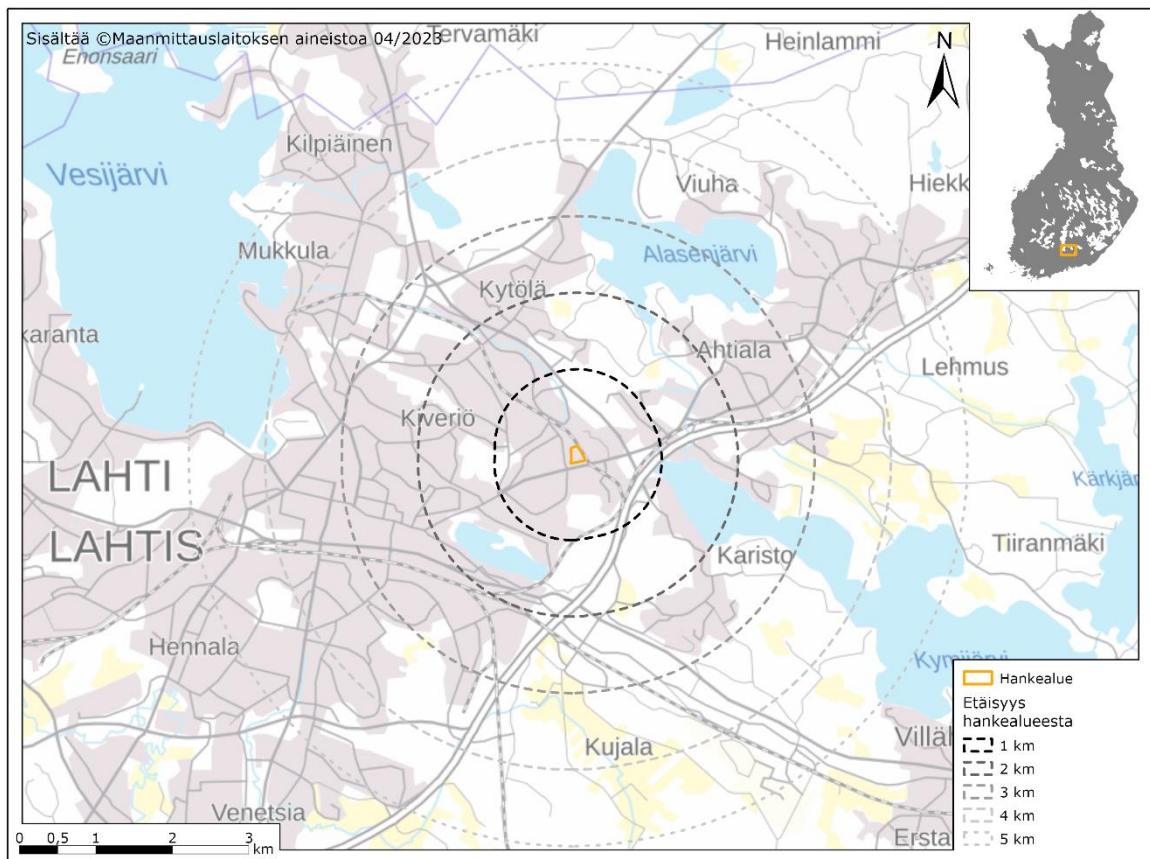 Sisältää ©Maanmittauslaitoksen aineistoa 04/2023
Enonsaari
Tervamäki
Heinlammi
N
Kilpiäinen
Vesijärvi
Viuha
Hiekk
Mukkula
Alasenjärvi
Kytölä
karanta
Ahtiala
Lehmus
Kiveriö
LAHTI
Kärkjär
LAHTIS
Karisto
Tiiranmäki
Hennala
Kymijärvi
Kujala
Villäh
Venetsia
Ersta
0 0,5 1 2 3
km
Hankealue
Etäisyys
hankealueesta
1 km
2 km
3 km
4 km
5 km